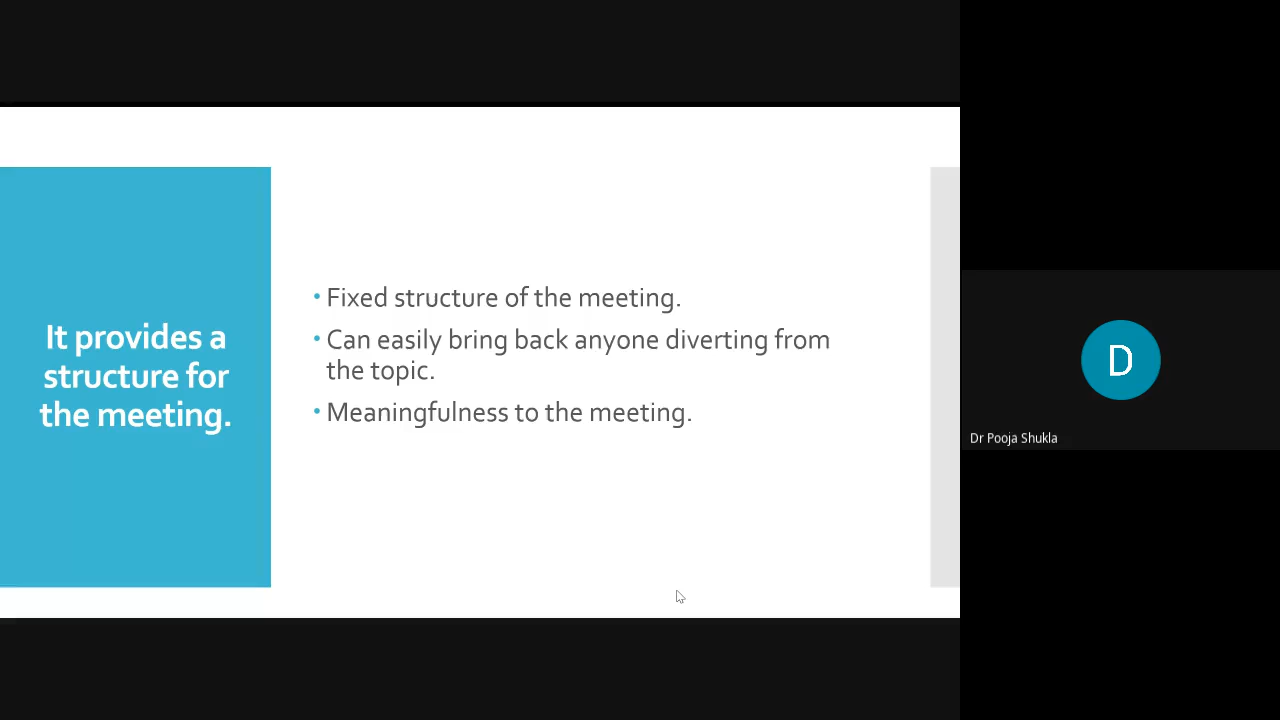 It provides a
structure for
the meeting.
• Fixed structure of the meeting.
• Can easily bring back anyone diverting from
the topic.
• Meaningfulness to the meeting.
D
Dr Pooja Shukla